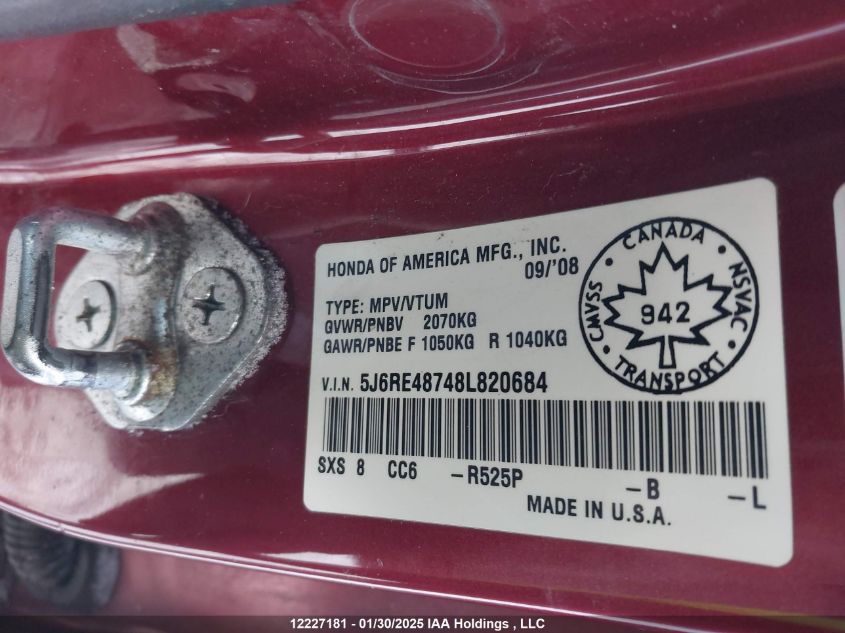 HONDA OF AMERICA MFG., INC.
09/'08
TYPE: MPV/VTUM
GVWR/PNBV 2070KG
GAWR/PNBE F 1050KG R 1040KG
V.I.N. 5J6RE48748L820684
CANADA
CMVSS
942
NSVAC
TRANSPORT
SXS 8 CC6 -R525P -B -L
MADE IN U.S.A.
12227181 - 01/30/2025 IAA Holdings , LLC